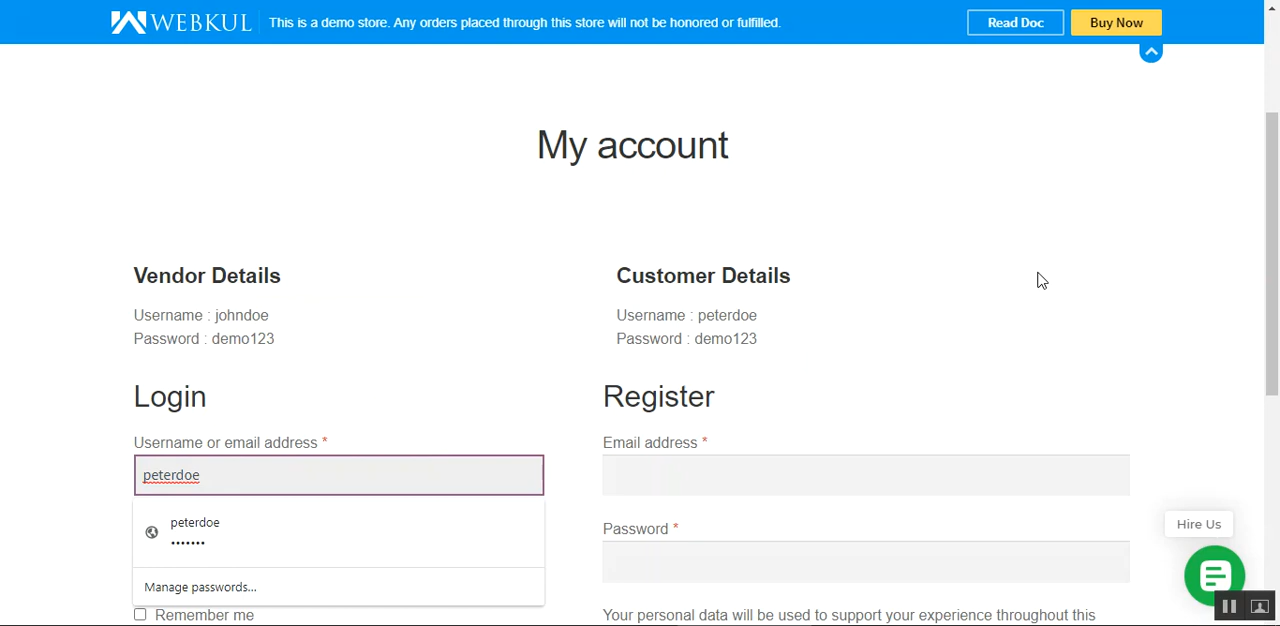 WEBKUL This is a demo store. Any orders placed through this store will not be honored or fulfilled. Read Doc Buy Now
My account
Vendor Details
Username : johndoe
Password : demo123
Customer Details
Username : peterdoe
Password : demo123
Login
Username or email address *
peterdoe
peterdoe
•••••••
Manage passwords...
Remember me
Register
Email address *
Password *
Your personal data will be used to support your experience throughout this
Hire Us